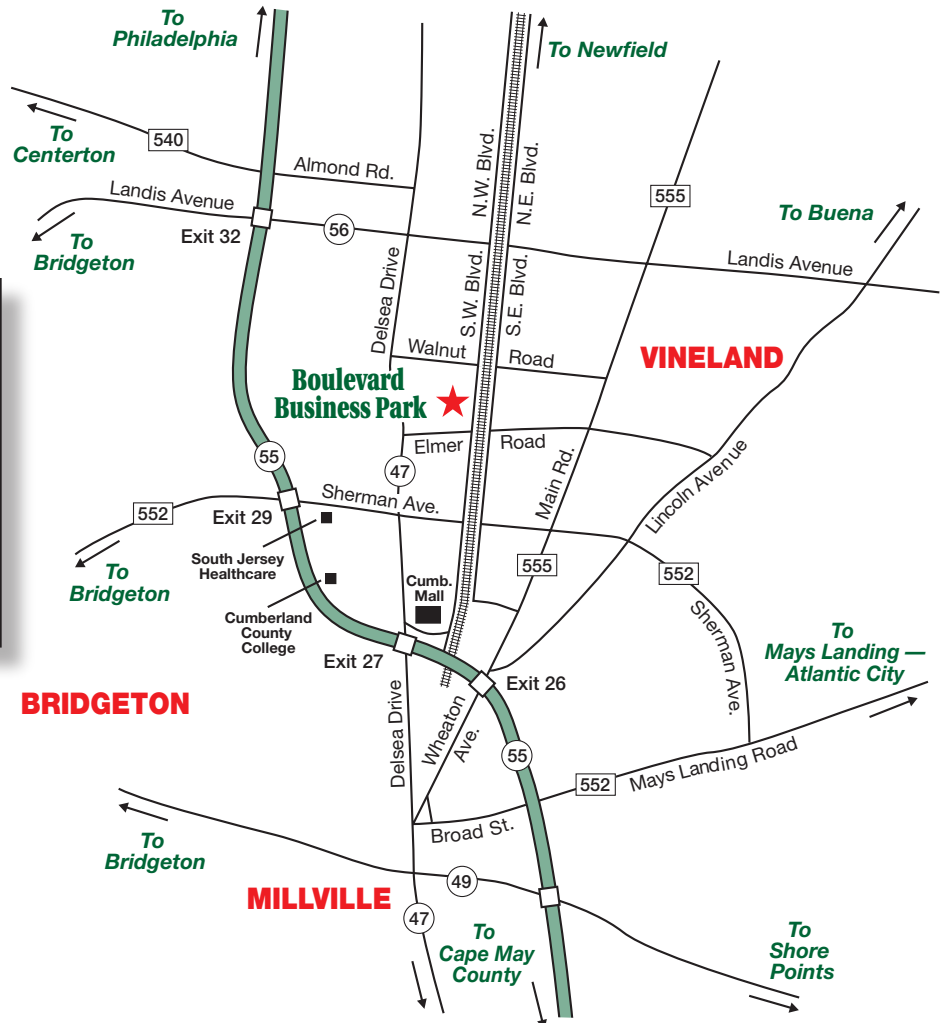 To
Philadelphia
To Newfield
To
Centerton
540
Almond Rd.
N.W. Blvd.
N.E. Blvd.
555
Landis Avenue
To Buena
Exit 32
56
To
Bridgeton
Landis Avenue
Delsea Drive
S.W. Blvd.
S.E. Blvd.
Walnut Road
VINELAND
Boulevard
Business Park
Elmer Road
55
47
Main Rd.
Lincoln Avenue
552
Exit 29
Sherman Ave.
South Jersey
Healthcare
To
Bridgeton
555
552
Cumb.
Mall
Cumberland
County
College
Sherman Ave.
To
Mays Landing —
Atlantic City
Exit 27
Exit 26
BRIDGETON
Delsea Drive
Wheaton
Ave.
55
552
Mays Landing Road
Broad St.
To
Bridgeton
49
MILLVILLE
47
To
Cape May
County
To
Shore
Points